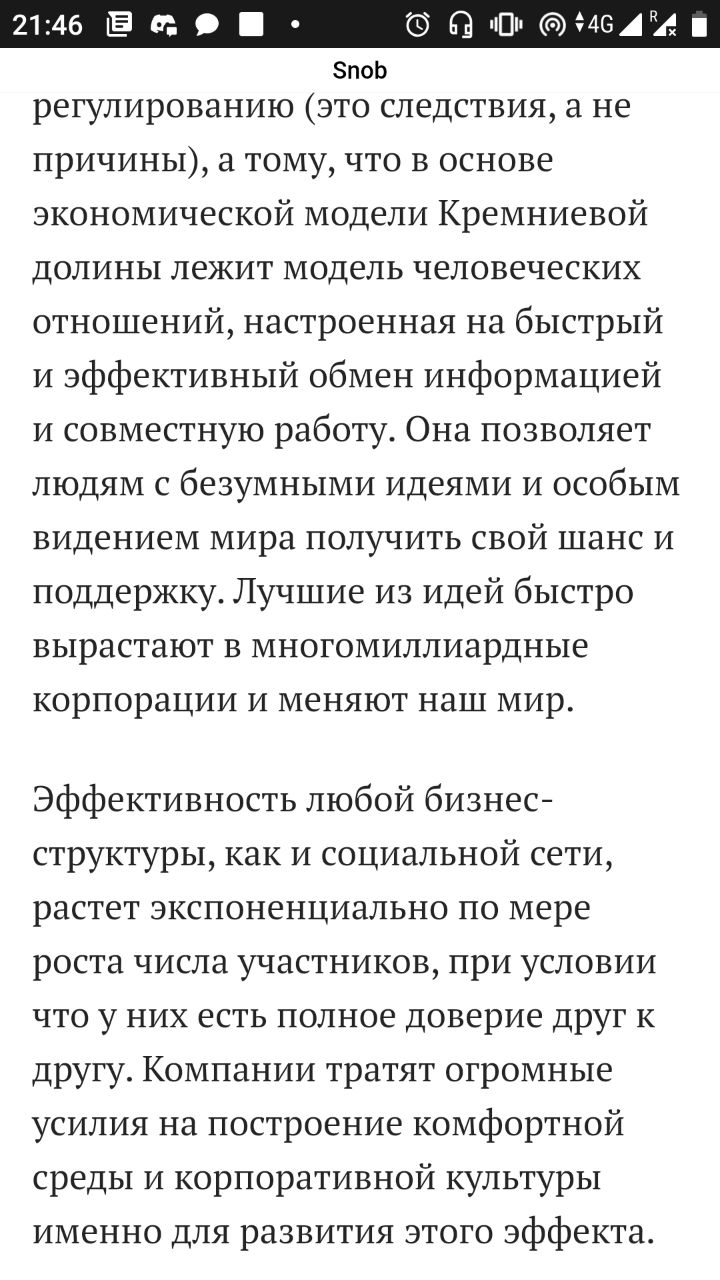 21:46
4G
R
Snob
регулированию (это следствия, а не
причины), а тому, что в основе
экономической модели Кремниевой
долины лежит модель человеческих
отношений, настроенная на быстрый
и эффективный обмен информацией
и совместную работу. Она позволяет
людям с безумными идеями и особым
видением мира получить свой шанс и
поддержку. Лучшие из идей быстро
вырастают в многомиллиардные
корпорации и меняют наш мир.
Эффективность любой бизнес-
структуры, как и социальной сети,
растет экспоненциально по мере
роста числа участников, при условии
что у них есть полное доверие друг к
другу. Компании тратят огромные
усилия на построение комфортной
среды и корпоративной культуры
именно для развития этого эффекта.